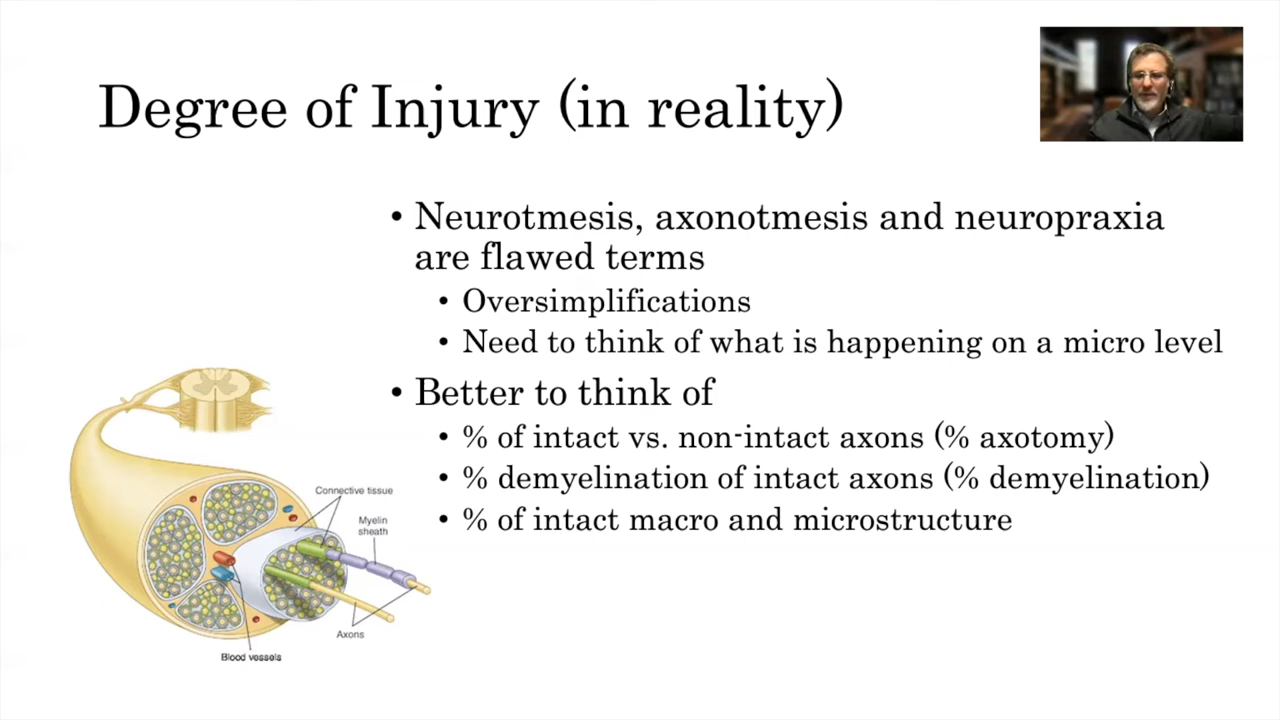 Degree of Injury (in reality)
• Neurotmesis, axonotmesis and neuropraxia
are flawed terms
• Oversimplifications
• Need to think of what is happening on a micro level
• Better to think of
• % of intact vs. non-intact axons (% axotomy)
• % demyelination of intact axons (% demyelination)
• % of intact macro and microstructure
Connective tissue
Myelin
sheath
Axons
Blood vessels